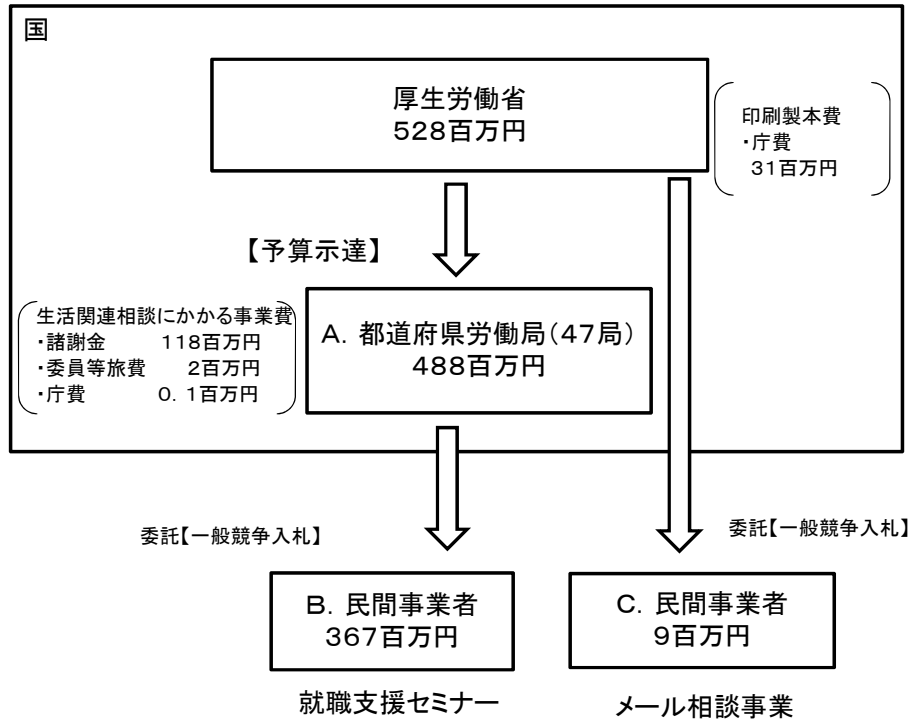 国
厚生労働省
528百万円
印刷製本費
・庁費
31百万円
【予算示達】
生活関連相談にかかる事業費
・諸謝金 118百万円
・委員等旅費 2百万円
・庁費 0．1百万円
A．都道府県労働局（47局）
488百万円
委託【一般競争入札】
委託【一般競争入札】
B．民間事業者
367百万円
C．民間事業者
9百万円
就職支援セミナー
メール相談事業